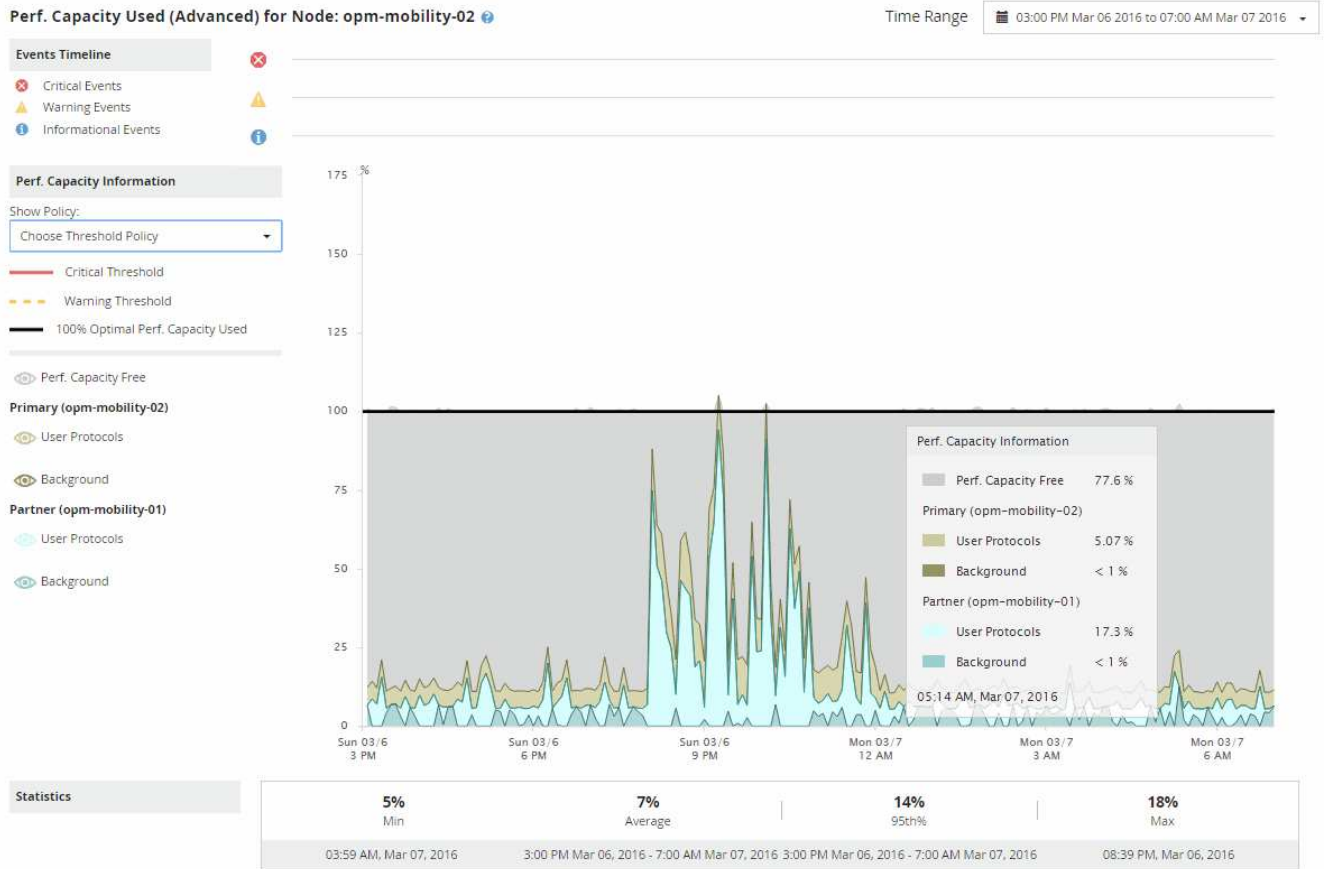 Perf. Capacity Used (Advanced) for Node: opm-mobility-02 ?
Time Range 03:00 PM Mar 06 2016 to 07:00 AM Mar 07 2016
Events Timeline
Critical Events
Warning Events
Informational Events
Perf. Capacity Information
Show Policy:
Choose Threshold Policy
Critical Threshold
Warning Threshold
100% Optimal Perf. Capacity Used
Perf. Capacity Free
Primary (opm-mobility-02)
User Protocols
Background
Partner (opm-mobility-01)
User Protocols
Background
%
175
150
125
100
75
50
25
0
Sun 03/6 Sun 03/6 Sun 03/6 Mon 03/7 Mon 03/7 Mon 03/7
3 PM 6 PM 9 PM 12 AM 3 AM 6 AM
Perf. Capacity Information
Perf. Capacity Free 77.6 %
Primary (opm-mobility-02)
User Protocols 5.07 %
Background < 1 %
Partner (opm-mobility-01)
User Protocols 17.3 %
Background < 1 %
05:14 AM, Mar 07, 2016
Statistics
5% 7% 14% 18%
Min Average 95th% Max
03:59 AM, Mar 07, 2016 3:00 PM Mar 06, 2016 - 7:00 AM Mar 07, 2016 3:00 PM Mar 06, 2016 - 7:00 AM Mar 07, 2016 08:39 PM, Mar 06, 2016